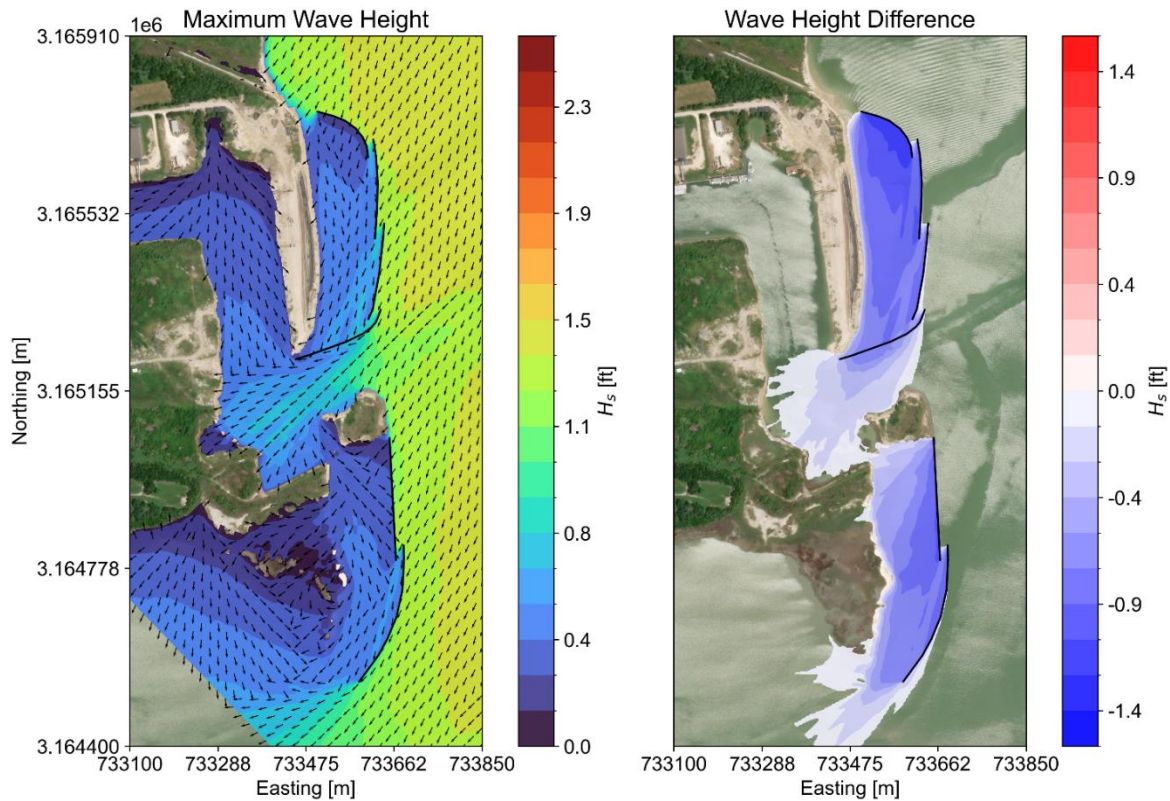 Maximum Wave Height
Wave Height Difference
1e6
3.165910
3.165532
3.165155
3.164778
3.164400
Northing [m]
733100 733288 733475 733662 733850
Easting [m]
2.3
1.9
1.5
1.1
0.8
0.4
0.0
H_s [ft]
733100 733288 733475 733662 733850
Easting [m]
1.4
0.9
0.4
0.0
-0.4
-0.9
-1.4
H_s [ft]